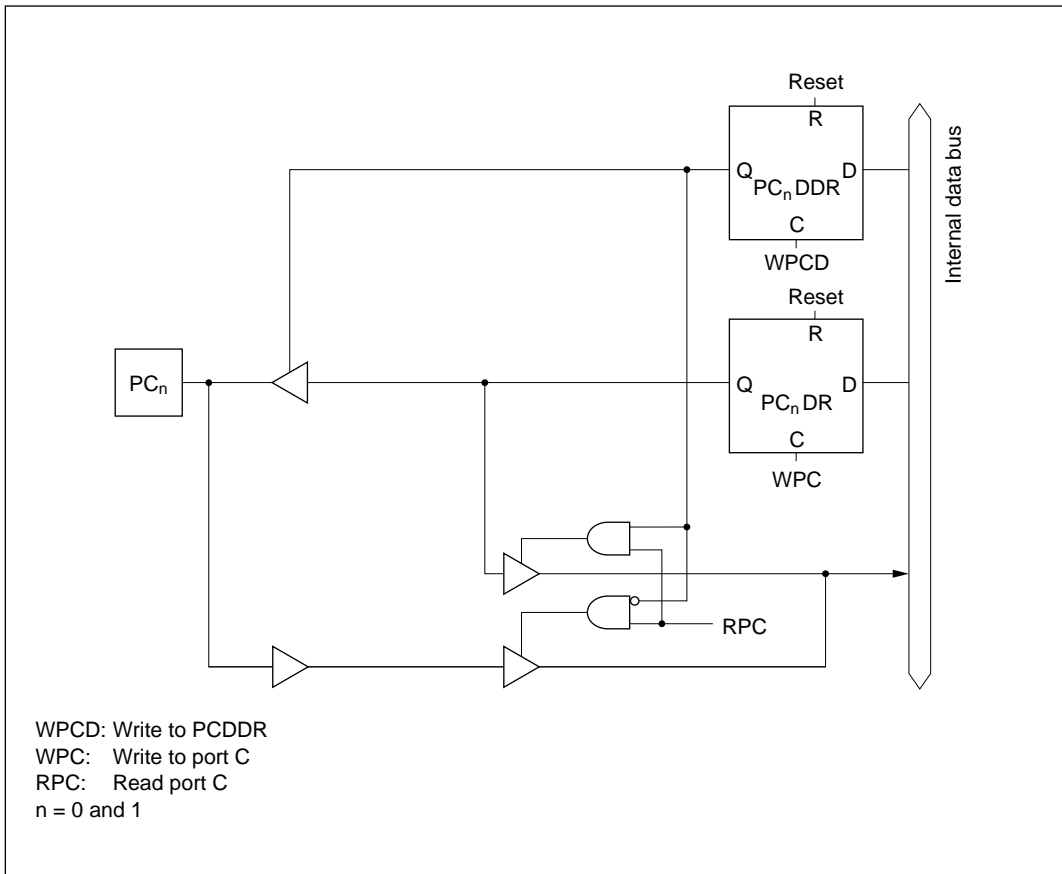 Reset
R
Q PCn DDR D
C
WPCD
Internal data bus
Reset
R
PCn
Q PCn DR D
C
WPC
RPC
WPCD: Write to PCDDR
WPC: Write to port C
RPC: Read port C
n = 0 and 1